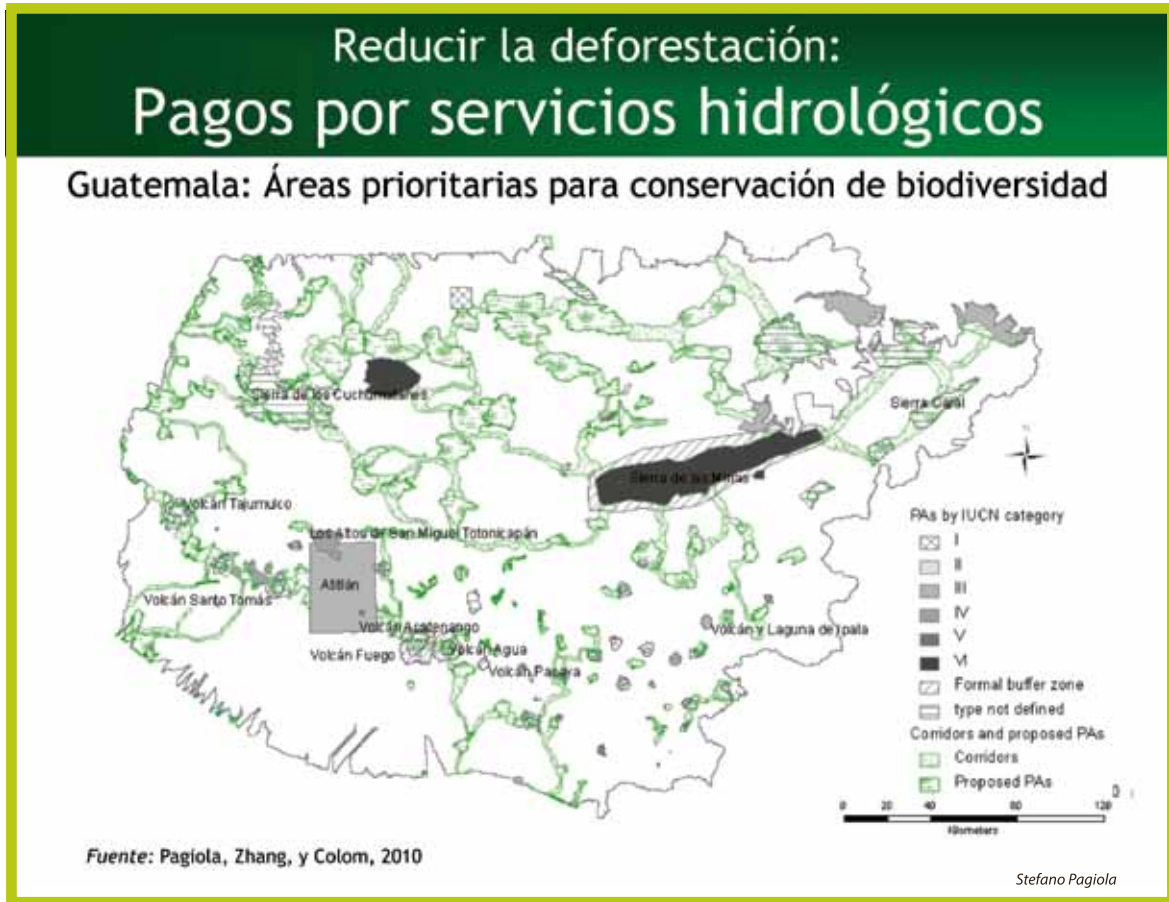 Reducir la deforestación:
Pagos por servicios hidrológicos
Guatemala: Áreas prioritarias para conservación de biodiversidad
Sierra de los Cuchumatanes
Sierra Caral
Sierra de las Minas
Volcán Tajumulco
Los Altos de San Miguel Totonicapán
Atitlán
Volcán Santo Tomás
Volcán Acatenango
Volcán y Laguna de Ipala
Volcán Fuego
Volcán Agua
Volcán Pacaya
PAs by IUCN category
I
II
III
IV
V
VI
Formal buffer zone
type not defined
Corridors and proposed PAs
Corridors
Proposed PAs
0 20 40 80 120
Kilometers
Fuente: Pagiola, Zhang, y Colom, 2010
Stefano Pagiola